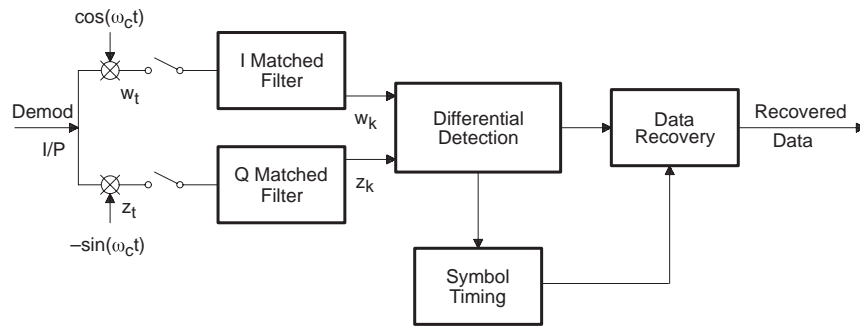 cos(ωct)
I Matched
Filter
Demod
I/P
wt
wk
Differential
Detection
Data
Recovery
Recovered
Data
Q Matched
Filter
zt
zk
–sin(ωct)
Symbol
Timing